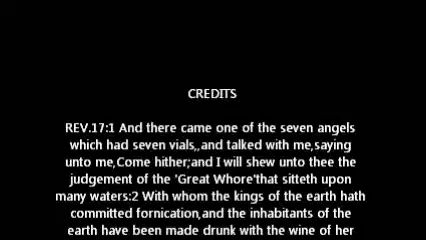 CREDITS
REV.17:1 And there came one of the seven angels
which had seven vials,,and talked with me,saying
unto me,Come hither;and I will shew unto thee the
judgement of the 'Great Whore'that sitteth upon
many waters:2 With whom the kings of the earth hath
committed fornication,and the inhabitants of the
earth have been made drunk with the wine of her